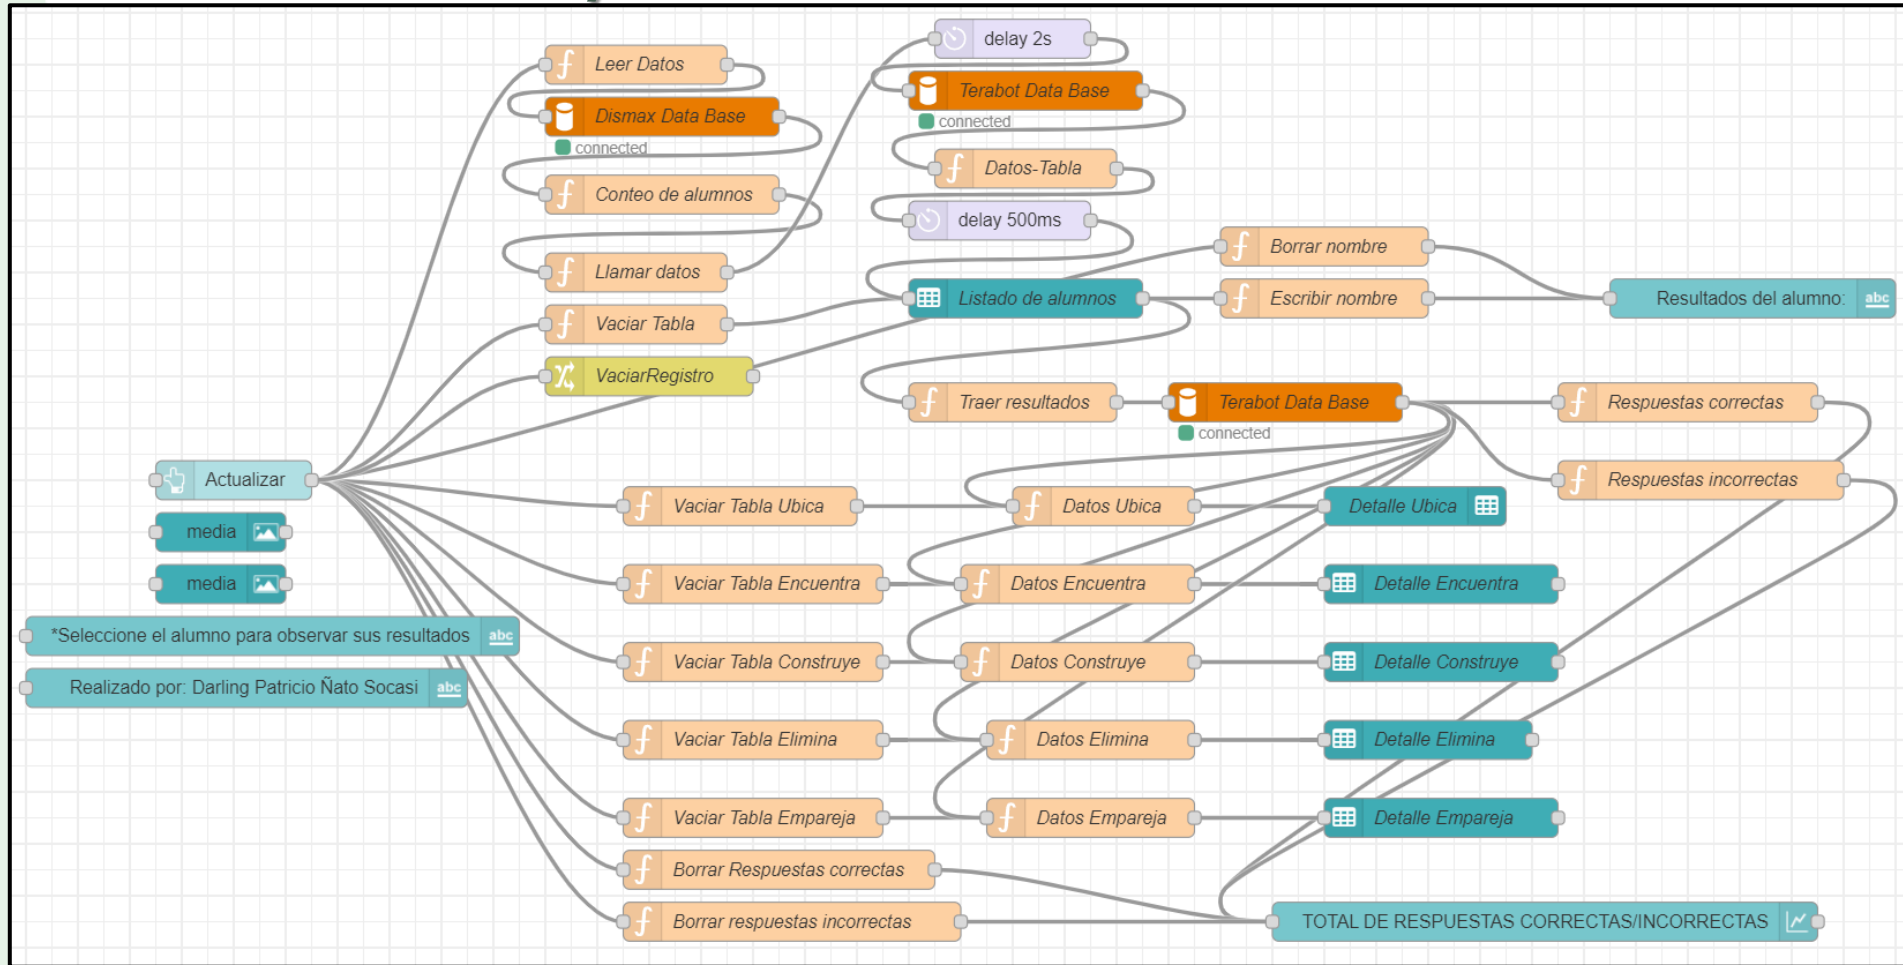 delay 2s
Leer Datos
Terabot Data Base
connected
Dismax Data Base
connected
Datos-Tabla
Conteo de alumnos
delay 500ms
Borrar nombre
Llamar datos
Listado de alumnos
Escribir nombre
Resultados del alumno: abc
Vaciar Tabla
VaciarRegistro
Traer resultados
Terabot Data Base
connected
Respuestas correctas
Actualizar
Respuestas incorrectas
Vaciar Tabla Ubica
Datos Ubica
Detalle Ubica
media
Vaciar Tabla Encuentra
Datos Encuentra
Detalle Encuentra
media
*Seleccione el alumno para observar sus resultados abc
Vaciar Tabla Construye
Datos Construye
Detalle Construye
Realizado por: Darling Patricio Ñato Socasi abc
Vaciar Tabla Elimina
Datos Elimina
Detalle Elimina
Vaciar Tabla Empareja
Datos Empareja
Detalle Empareja
Borrar Respuestas correctas
Borrar respuestas incorrectas
TOTAL DE RESPUESTAS CORRECTAS/INCORRECTAS